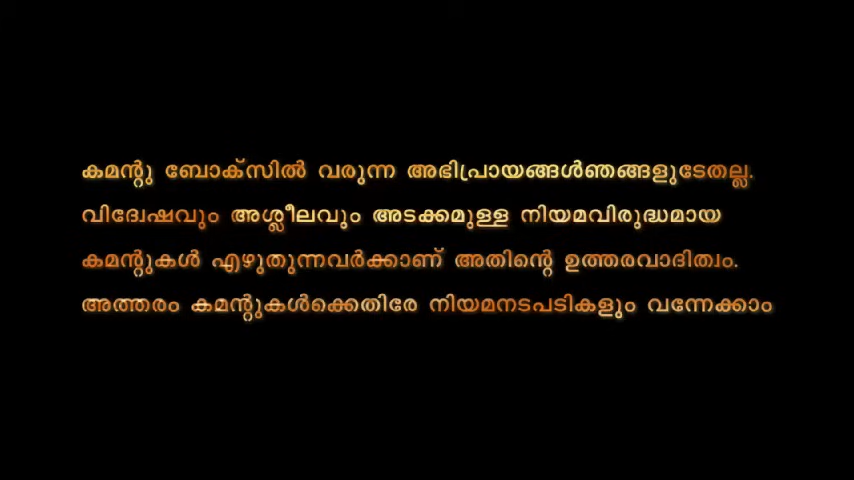 കമന്റു ബോക്സിൽ വരുന്ന അഭിപ്രായങ്ങൾഞങ്ങളുടേതല്ല.
വിദ്വേഷവും അശ്ലീലവും അടക്കമുള്ള നിയമവിരുദ്ധമായ
കമന്റുകൾ എഴുതുന്നവർക്കാണ് അതിന്റെ ഉത്തരവാദിത്വം.
അത്തരം കമന്റുകൾക്കെതിരേ നിയമനടപടികളും വന്നേക്കാം